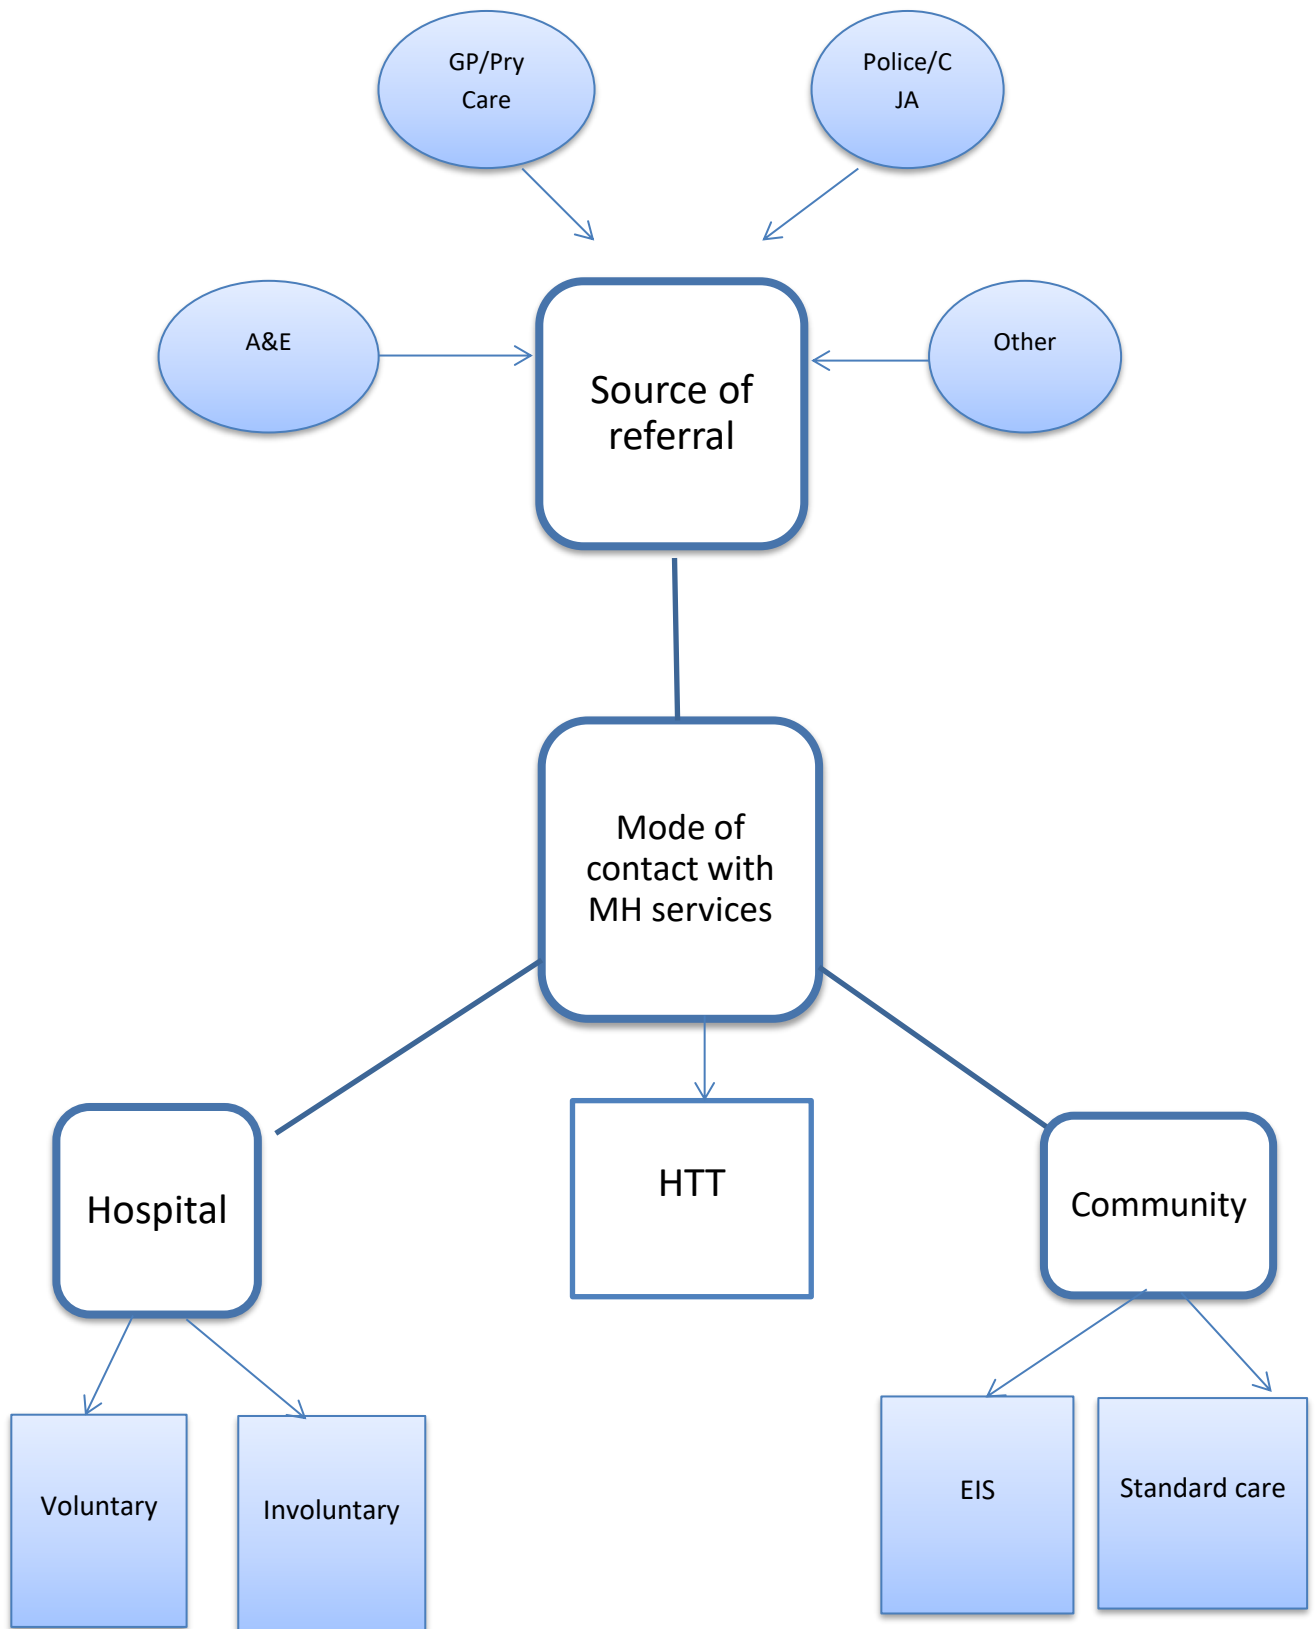 GP/Pry
Care
Police/C
JA
A&E
Other
Source of
referral
Mode of
contact with
MH services
Hospital
HTT
Community
Voluntary
Involuntary
EIS
Standard care